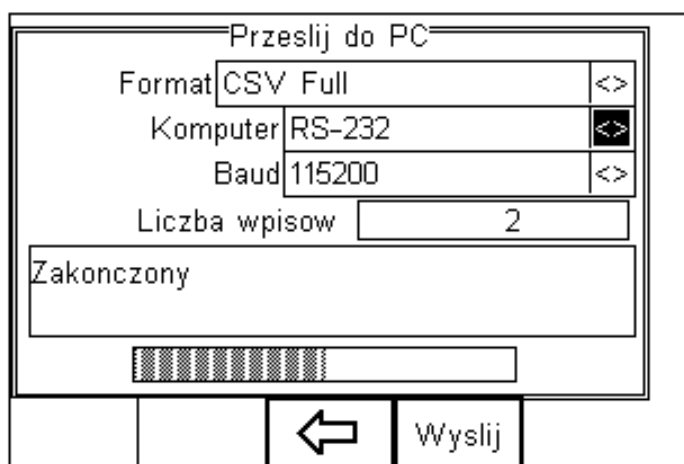 Przeslij do PC
Format CSV Full <>
Komputer RS-232 <>
Baud 115200 <>
Liczba wpisow 2
Zakonczony
Wyslij